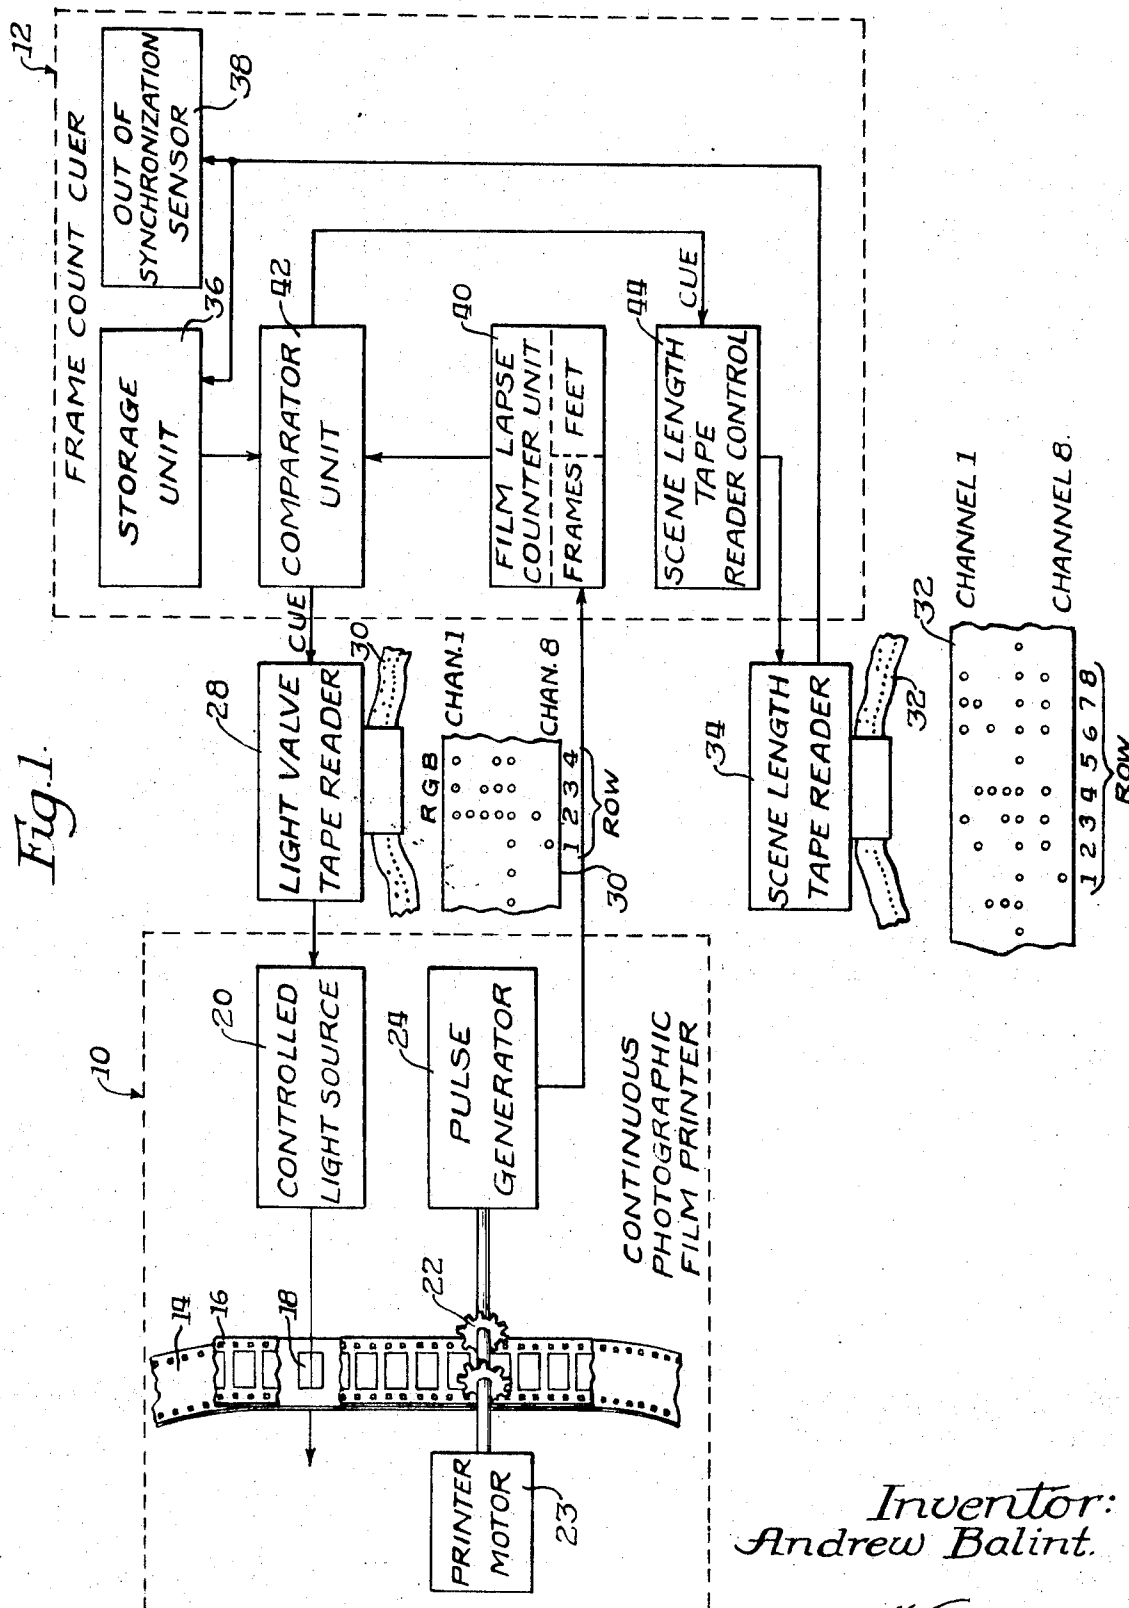 Fig. 1.
12
FRAME COUNT CUER
STORAGE
UNIT
36
OUT OF
SYNCHRONIZATION
SENSOR
38
COMPARATOR
UNIT
42
CUE
CUE
FILM LAPSE
COUNTER UNIT
FRAMES FEET
40
SCENE LENGTH
TAPE
READER CONTROL
44
28
LIGHT VALVE
TAPE READER
30
R G B
CHAN. 1
CHAN. 8
1 2 3 4
ROW
30
34
SCENE LENGTH
TAPE READER
32
32
CHANNEL 1
CHANNEL 8.
1 2 3 4 5 6 7 8
ROW
10
20
CONTROLLED
LIGHT SOURCE
24
PULSE
GENERATOR
CONTINUOUS
PHOTOGRAPHIC
FILM PRINTER
14
16
18
22
PRINTER
MOTOR
23
Inventor:
Andrew Balint.